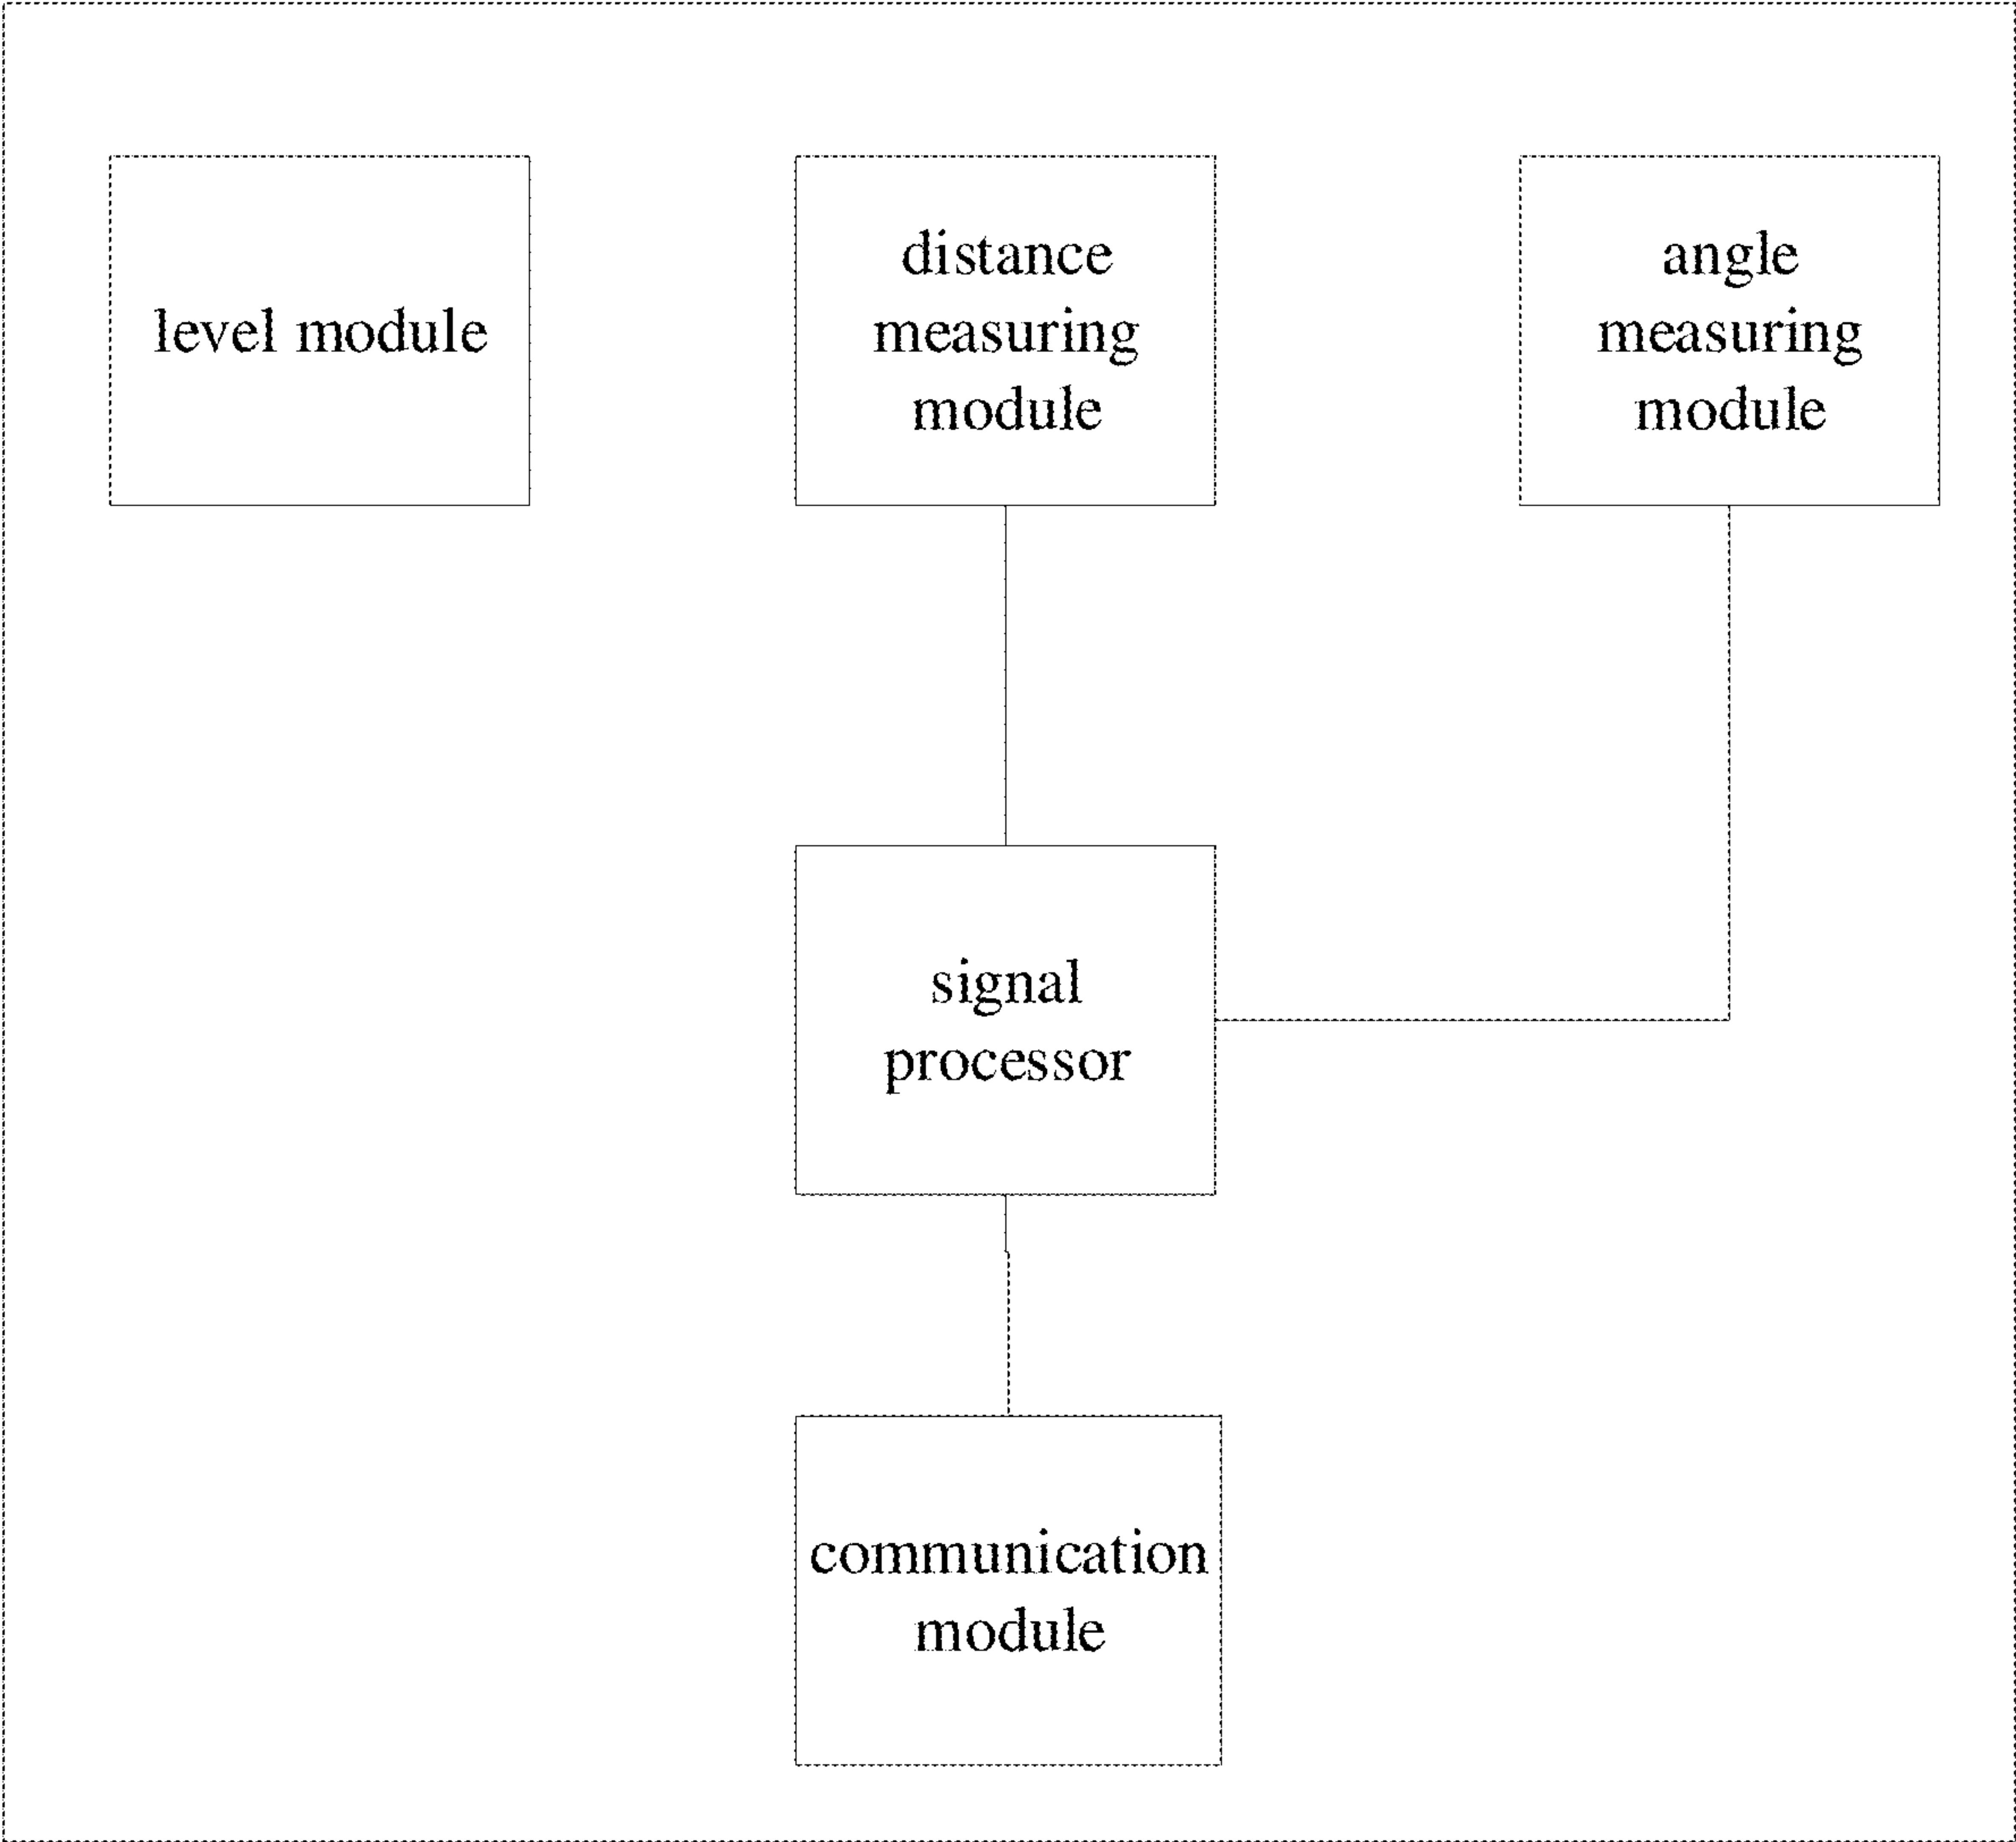 level module
distance
measuring
module
angle
measuring
module
signal
processor
communication
module